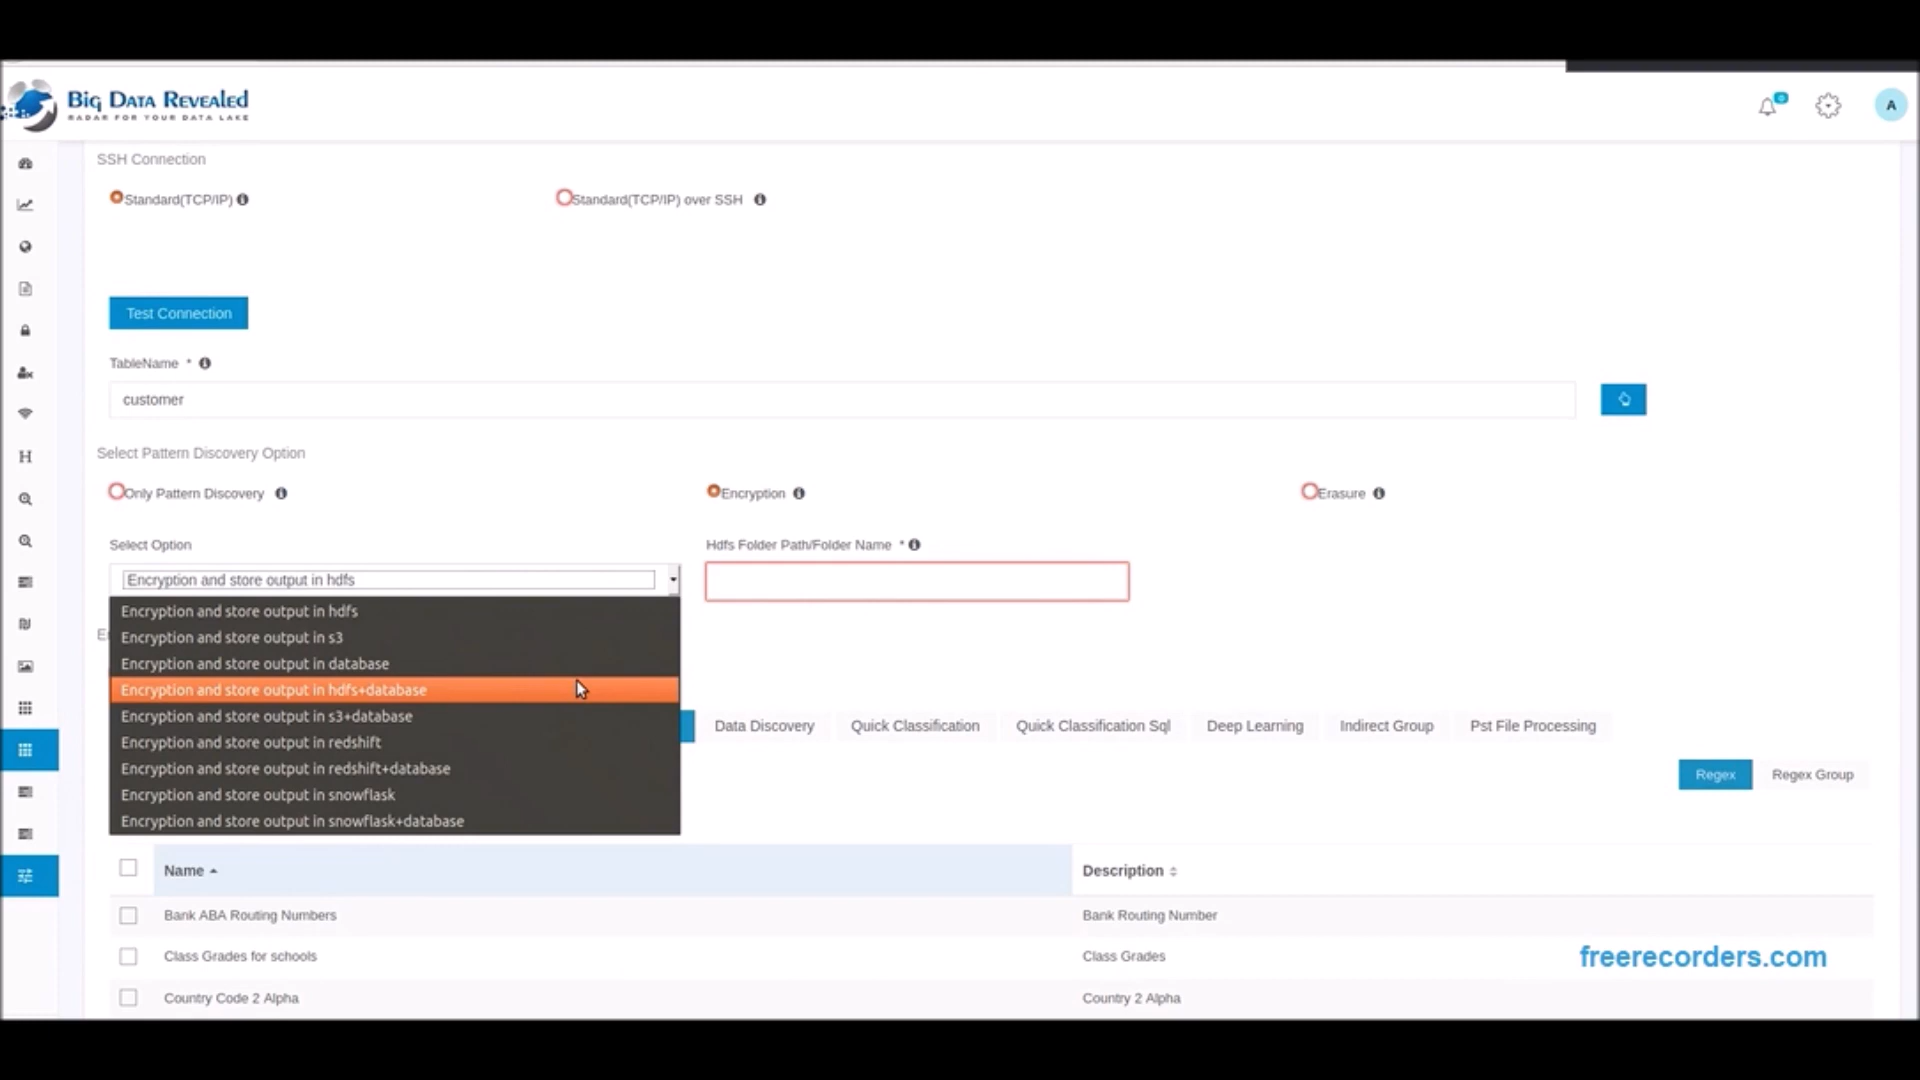 Big Data Revealed
RADAR FOR YOUR DATA LAKE
A
SSH Connection
Standard(TCP/IP)
Standard(TCP/IP) over SSH
Test Connection
TableName *
customer
Select Pattern Discovery Option
Only Pattern Discovery
Encryption
Erasure
Select Option
Hdfs Folder Path/Folder Name *
Encryption and store output in hdfs
Encryption and store output in hdfs
Encryption and store output in s3
Encryption and store output in database
Encryption and store output in hdfs+database
Encryption and store output in s3+database
Encryption and store output in redshift
Encryption and store output in redshift+database
Encryption and store output in snowflask
Encryption and store output in snowflask+database
Data Discovery
Quick Classification
Quick Classification Sql
Deep Learning
Indirect Group
Pst File Processing
Regex
Regex Group
Name
Description
Bank ABA Routing Numbers
Bank Routing Number
Class Grades for schools
Class Grades
Country Code 2 Alpha
Country 2 Alpha
freerecorders.com
H